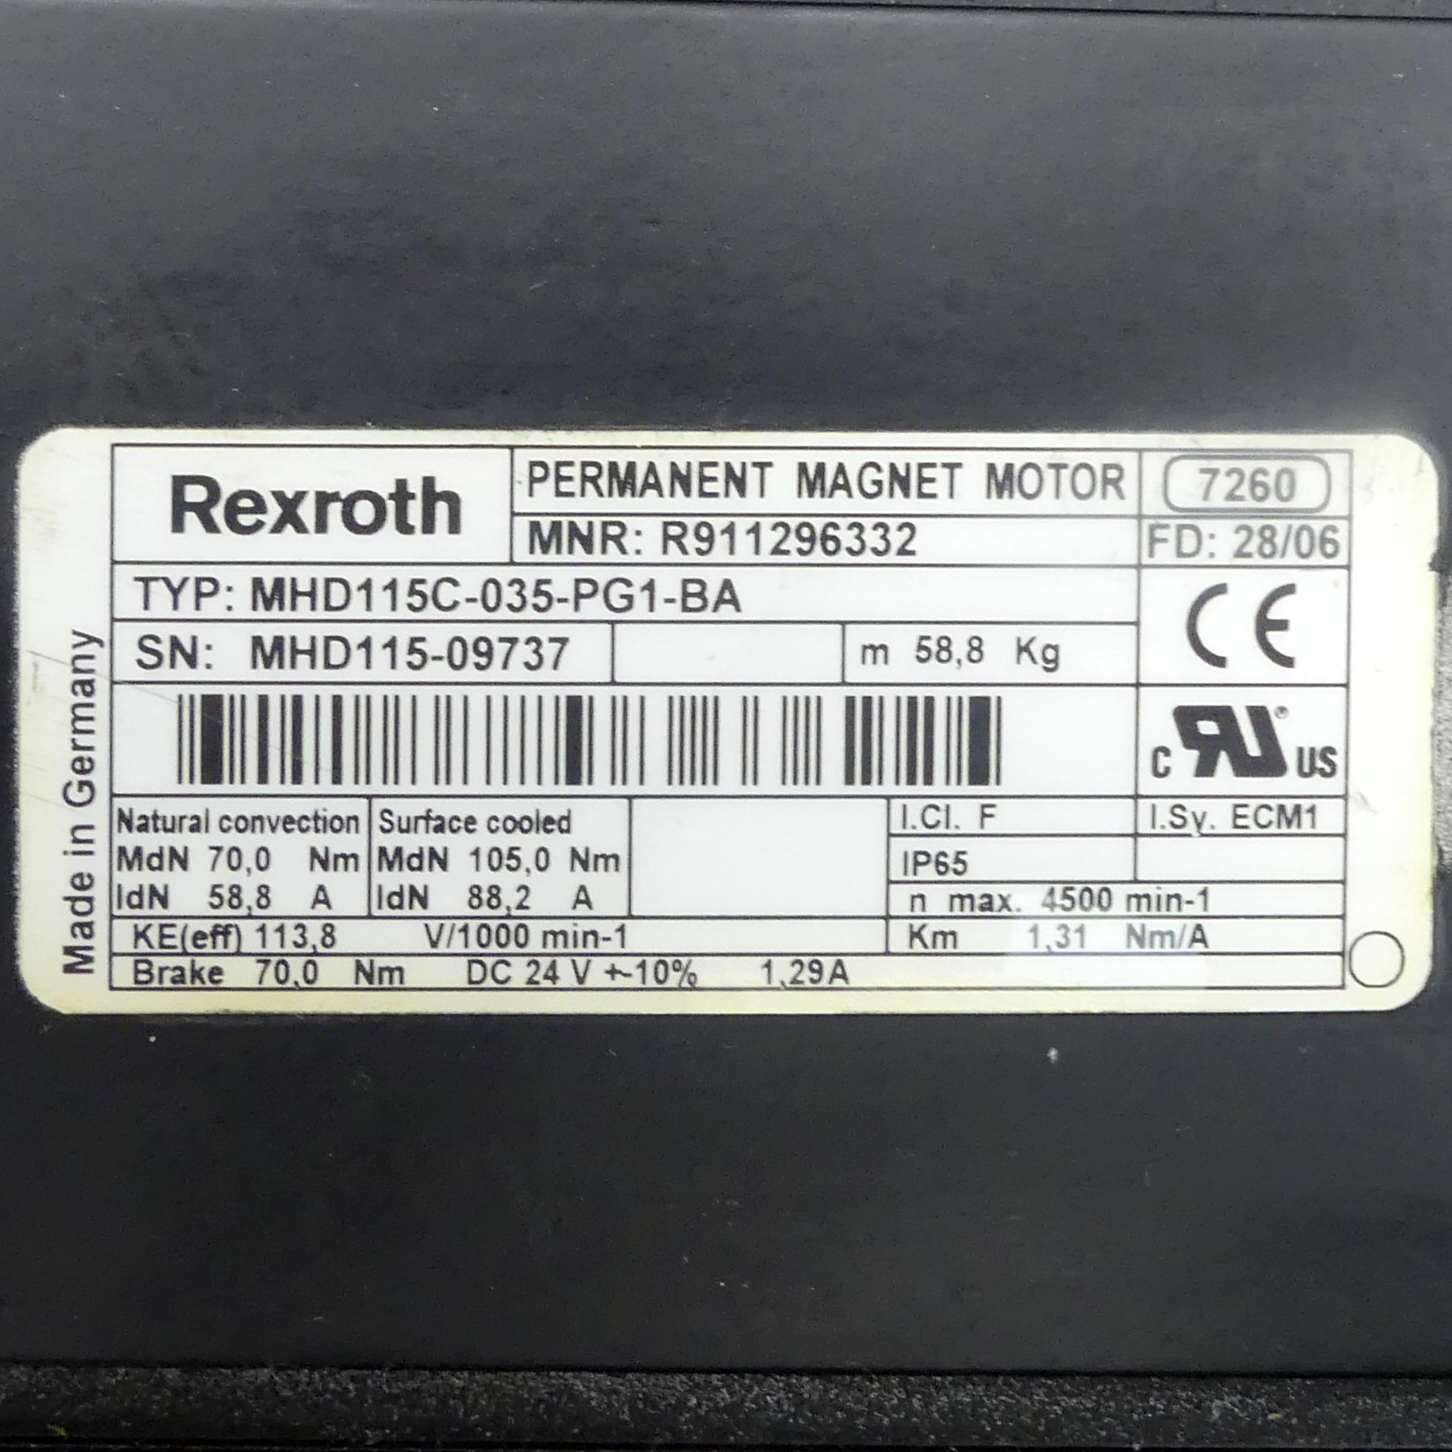 Rexroth
PERMANENT MAGNET MOTOR
7260
MNR: R911296332
FD: 28/06
TYP: MHD115C-035-PG1-BA
CE
SN: MHD115-09737
m 58,8 Kg
c RU ® US
Made in Germany
Natural convection
MdN 70,0 Nm
IdN 58,8 A
Surface cooled
MdN 105,0 Nm
IdN 88,2 A
I.Cl. F
I.Sy. ECM1
IP65
n max. 4500 min-1
KE(eff) 113,8 V/1000 min-1
Km 1,31 Nm/A
Brake 70,0 Nm DC 24 V +-10% 1,29A